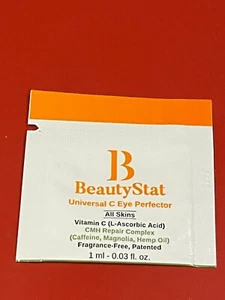 B
BeautyStat
Universal C Eye Perfector
All Skins
Vitamin C (L-Ascorbic Acid)
CMH Repair Complex
(Caffeine, Magnolia, Hemp Oil)
Fragrance-Free, Patented
1 ml - 0.03 fl. oz.